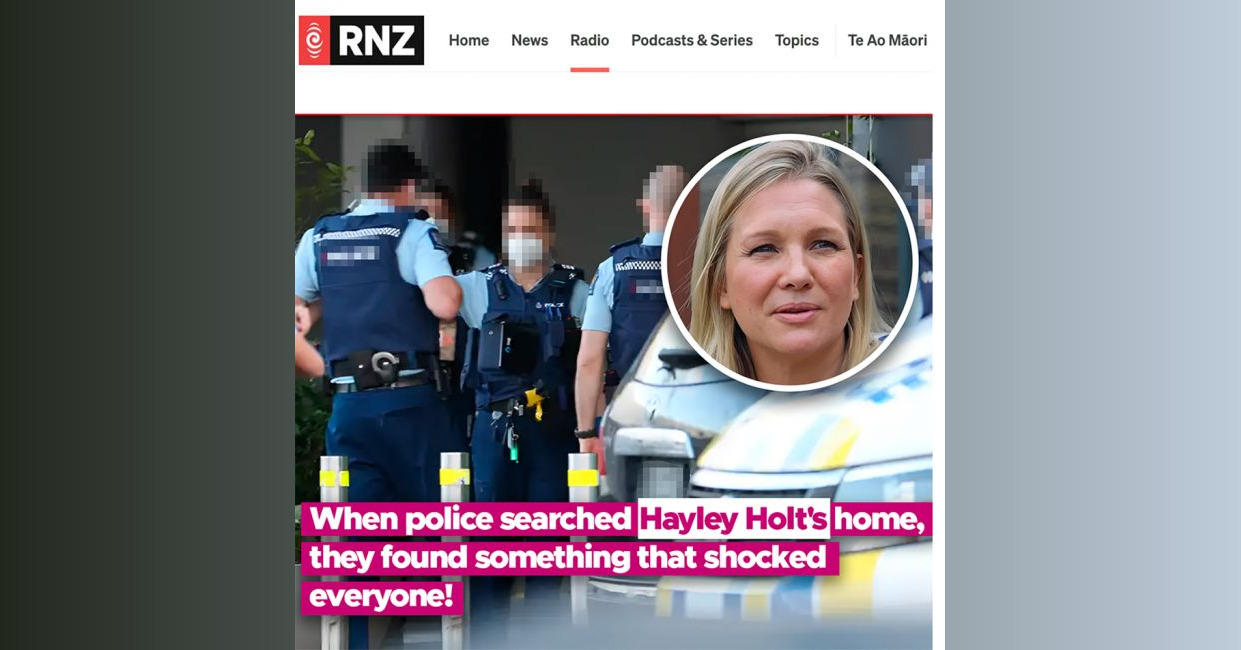 RNZ
Home News Radio Podcasts & Series Topics Te Ao Māori
When police searched Hayley Holt's home,
they found something that shocked
everyone!